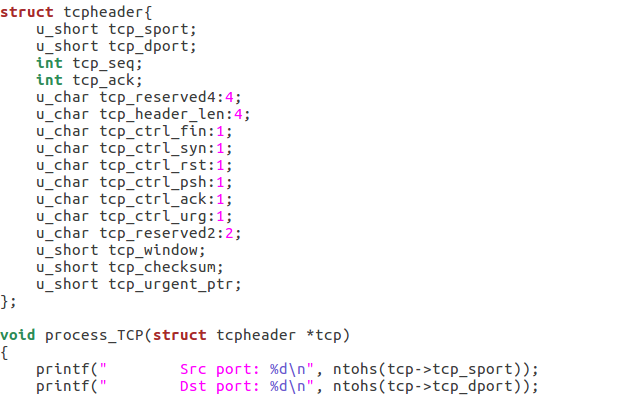 struct tcpheader{
    u_short tcp_sport;
    u_short tcp_dport;
    int tcp_seq;
    int tcp_ack;
    u_char tcp_reserved4:4;
    u_char tcp_header_len:4;
    u_char tcp_ctrl_fin:1;
    u_char tcp_ctrl_syn:1;
    u_char tcp_ctrl_rst:1;
    u_char tcp_ctrl_psh:1;
    u_char tcp_ctrl_ack:1;
    u_char tcp_ctrl_urg:1;
    u_char tcp_reserved2:2;
    u_short tcp_window;
    u_short tcp_checksum;
    u_short tcp_urgent_ptr;
};
void process_TCP(struct tcpheader *tcp)
{
    printf("        Src port: %d\n", ntohs(tcp->tcp_sport));
    printf("        Dst port: %d\n", ntohs(tcp->tcp_dport));